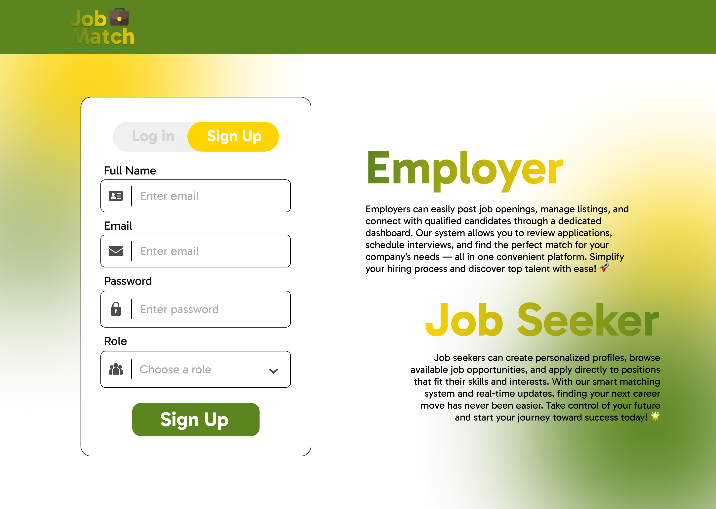 Job
Match
Log in
Sign Up
Full Name
Enter email
Email
Enter email
Password
Enter password
Role
Choose a role
Sign Up
Employer
Employers can easily post job openings, manage listings, and
connect with qualified candidates through a dedicated
dashboard. Our system allows you to review applications,
schedule interviews, and find the perfect match for your
company's needs — all in one convenient platform. Simplify
your hiring process and discover top talent with ease! 🚀
Job Seeker
Job seekers can create personalized profiles, browse
available job opportunities, and apply directly to positions
that fit their skills and interests. With our smart matching
system and real-time updates, finding your next career
move has never been easier. Take control of your future
and start your journey toward success today! 🌟